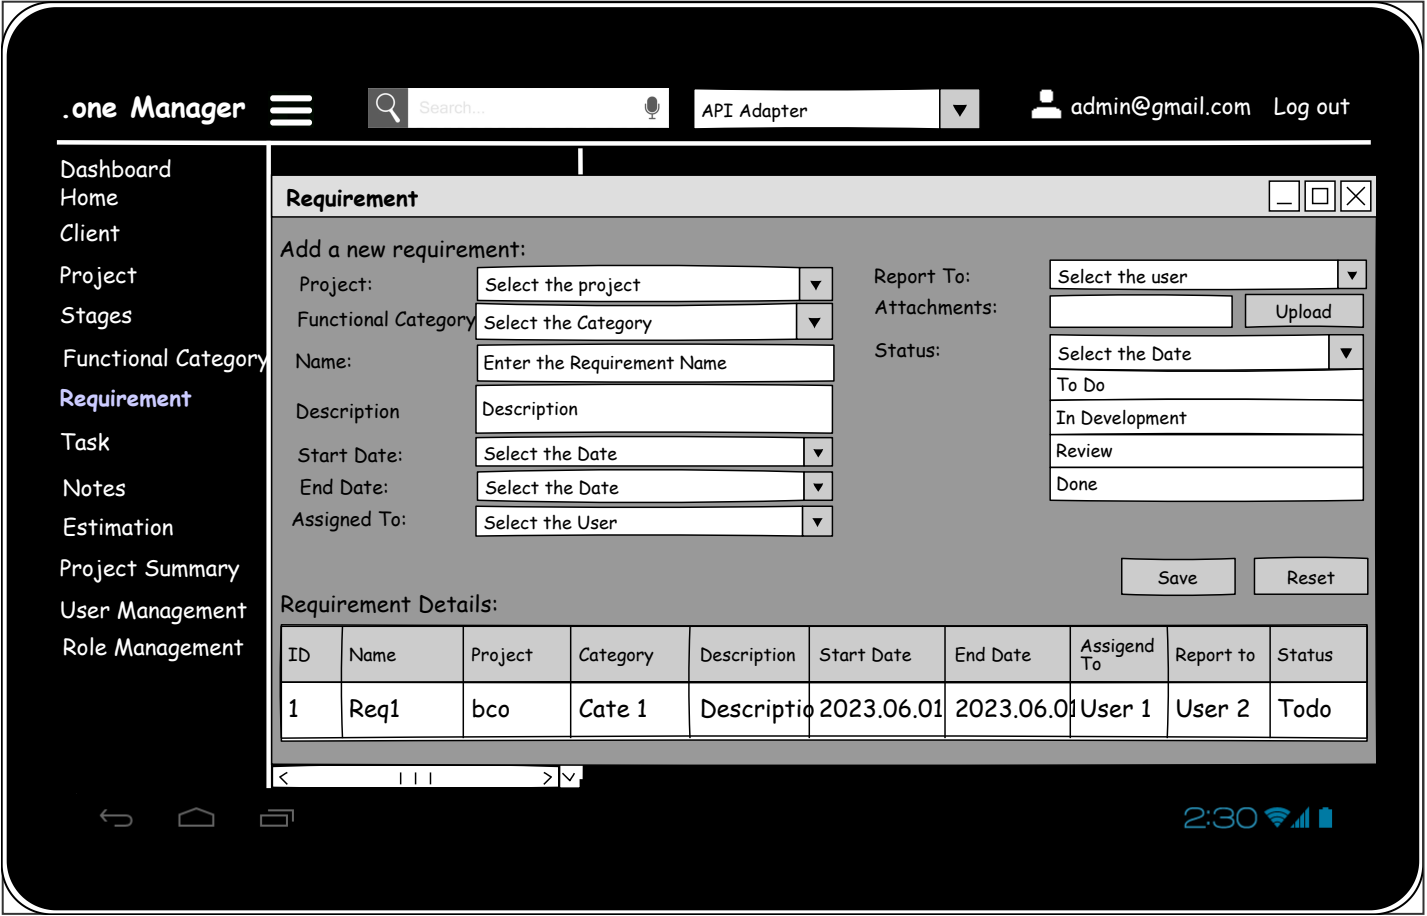 .one Manager
Search...
API Adapter
admin@gmail.com
Log out
Dashboard
Home
Client
Project
Stages
Functional Category
Requirement
Task
Notes
Estimation
Project Summary
User Management
Role Management
Requirement
Add a new requirement:
Project: Select the project
Functional Category Select the Category
Name: Enter the Requirement Name
Description Description
Start Date: Select the Date
End Date: Select the Date
Assigned To: Select the User
Report To: Select the user
Attachments: Upload
Status: Select the Date
To Do
In Development
Review
Done
Save Reset
Requirement Details:
ID Name Project Category Description Start Date End Date Assigend To Report to Status
1 Req1 bco Cate 1 Descriptio 2023.06.01 2023.06.01 User 1 User 2 Todo
2:30